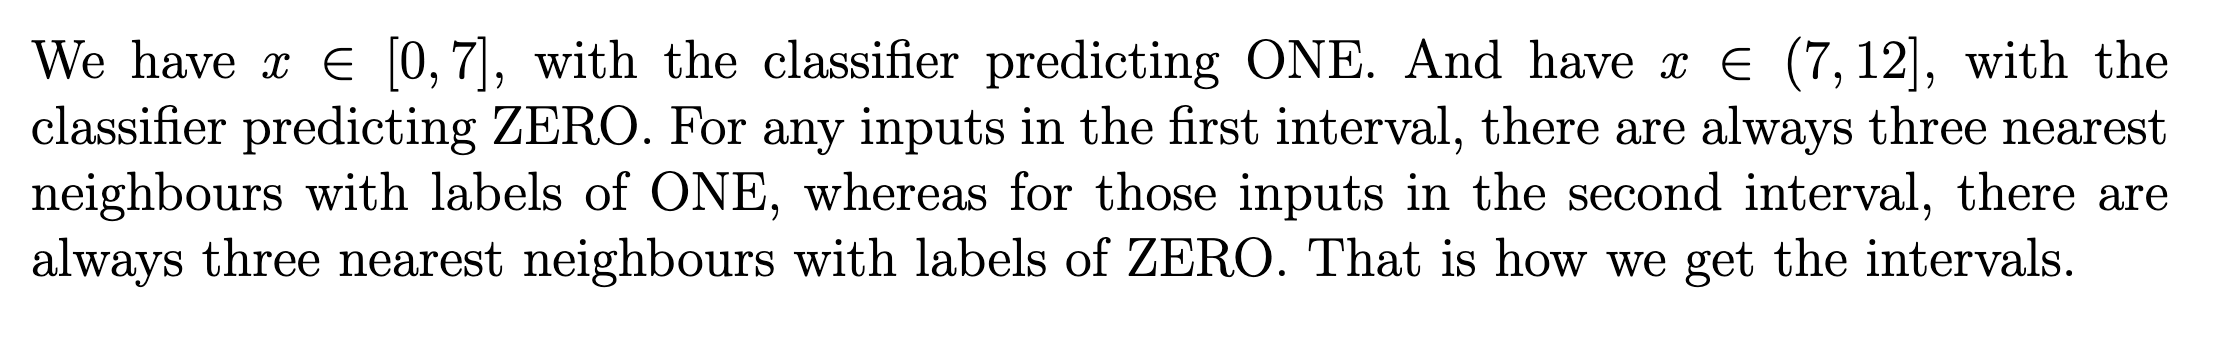 We have x ∈ [0, 7], with the classifier predicting ONE. And have x ∈ (7, 12], with the
classifier predicting ZERO. For any inputs in the first interval, there are always three nearest
neighbours with labels of ONE, whereas for those inputs in the second interval, there are
always three nearest neighbours with labels of ZERO. That is how we get the intervals.